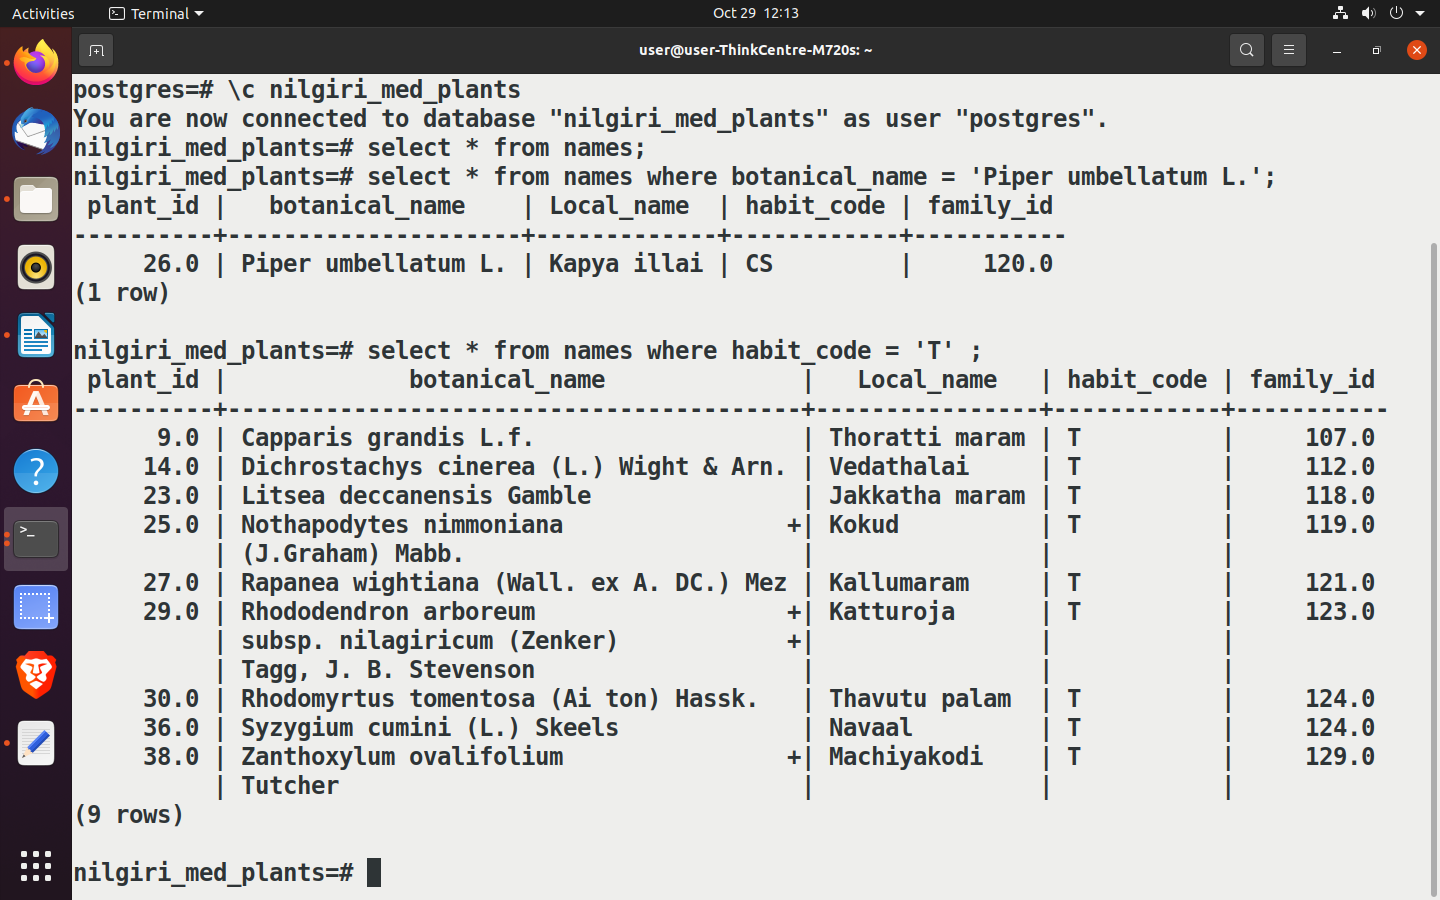 Activities Terminal Oct 29 12:13
user@user-ThinkCentre-M720s: ~
postgres=# \c nilgiri_med_plants
You are now connected to database "nilgiri_med_plants" as user "postgres".
nilgiri_med_plants=# select * from names;
nilgiri_med_plants=# select * from names where botanical_name = 'Piper umbellatum L.';
 plant_id |   botanical_name    | Local_name  | habit_code | family_id
----------+---------------------+-------------+------------+-----------
     26.0 | Piper umbellatum L. | Kapya illai | CS         |     120.0
(1 row)
nilgiri_med_plants=# select * from names where habit_code = 'T' ;
 plant_id |             botanical_name              |   Local_name   | habit_code | family_id
----------+-----------------------------------------+----------------+------------+-----------
      9.0 | Capparis grandis L.f.                   | Thoratti maram | T          |     107.0
     14.0 | Dichrostachys cinerea (L.) Wight & Arn. | Vedathalai     | T          |     112.0
     23.0 | Litsea deccanensis Gamble               | Jakkatha maram | T          |     118.0
     25.0 | Nothapodytes nimmoniana                +| Kokud          | T          |     119.0
          | (J.Graham) Mabb.                        |                |            |
     27.0 | Rapanea wightiana (Wall. ex A. DC.) Mez | Kallumaram     | T          |     121.0
     29.0 | Rhododendron arboreum                  +| Katturoja      | T          |     123.0
          | subsp. nilagiricum (Zenker)            +|                |            |
          | Tagg, J. B. Stevenson                   |                |            |
     30.0 | Rhodomyrtus tomentosa (Ai ton) Hassk.   | Thavutu palam  | T          |     124.0
     36.0 | Syzygium cumini (L.) Skeels             | Navaal         | T          |     124.0
     38.0 | Zanthoxylum ovalifolium                +| Machiyakodi    | T          |     129.0
          | Tutcher                                 |                |            |
(9 rows)
nilgiri_med_plants=#